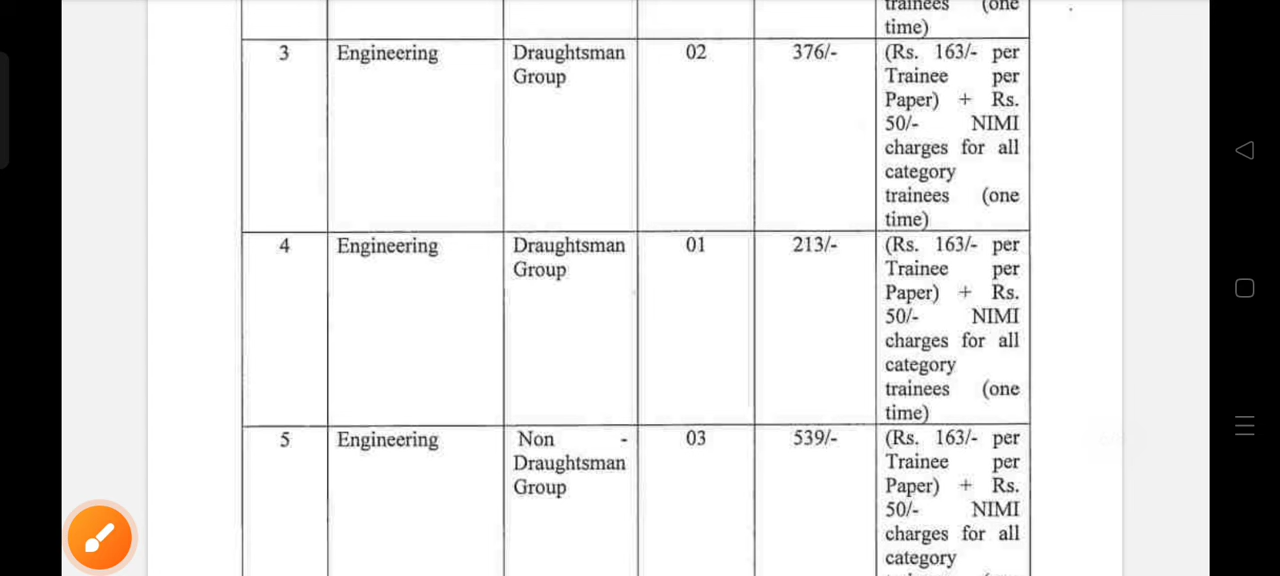 trainees (one
time)
3 Engineering Draughtsman 02 376/- (Rs. 163/- per
Group Trainee per
Paper) + Rs.
50/- NIMI
charges for all
category
trainees (one
time)
4 Engineering Draughtsman 01 213/- (Rs. 163/- per
Group Trainee per
Paper) + Rs.
50/- NIMI
charges for all
category
trainees (one
time)
5 Engineering Non - 03 539/- (Rs. 163/- per
Draughtsman Trainee per
Group Paper) + Rs.
50/- NIMI
charges for all
category